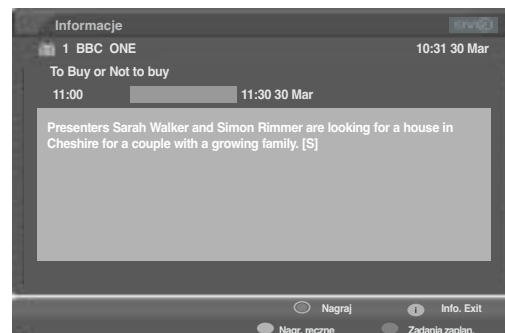 Informacje
1 BBC ONE 10:31 30 Mar
To Buy or Not to buy
11:00 11:30 30 Mar
Presenters Sarah Walker and Simon Rimmer are looking for a house in
Cheshire for a couple with a growing family. [S]
Nagraj i Info. Exit
Nagr. ręczne Zadania zaplan.